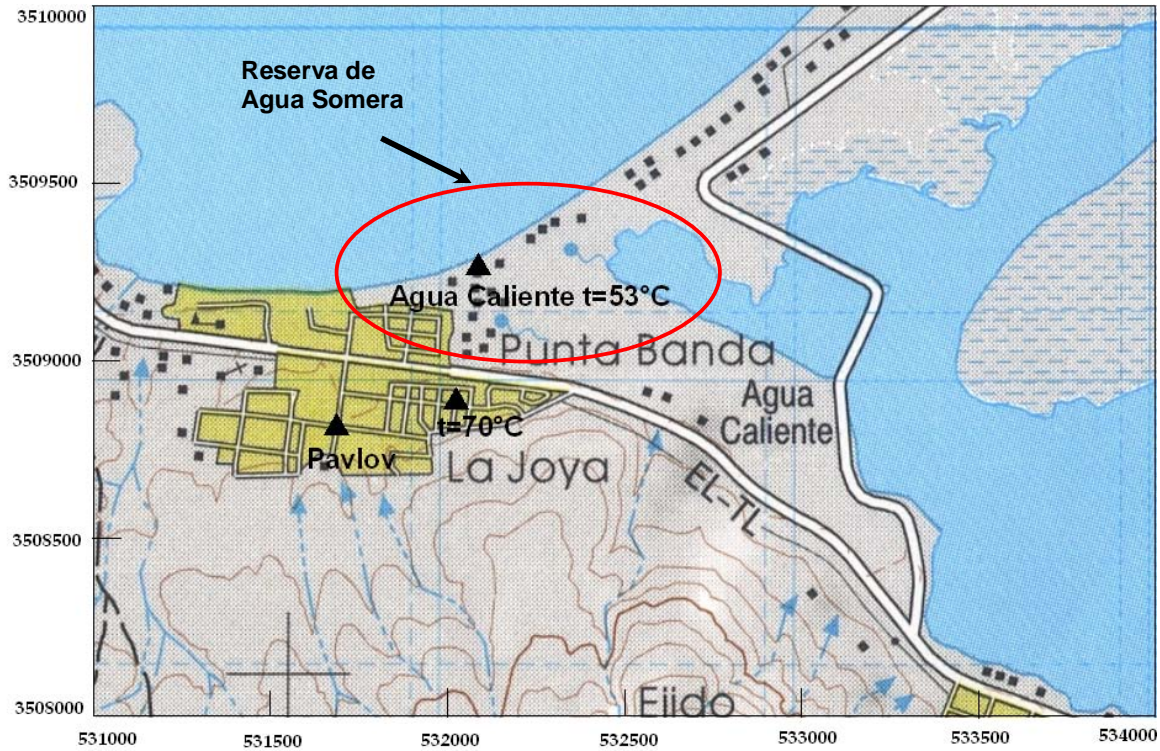 3510000
Reserva de
Agua Somera
3509500
Agua Caliente t=53°C
3509000
Punta Banda
Agua
Caliente
t=70°C
Pavlov
La Joya
EL-TL
3508500
Ejido
3508000
531000 531500 532000 532500 533000 533500 534000